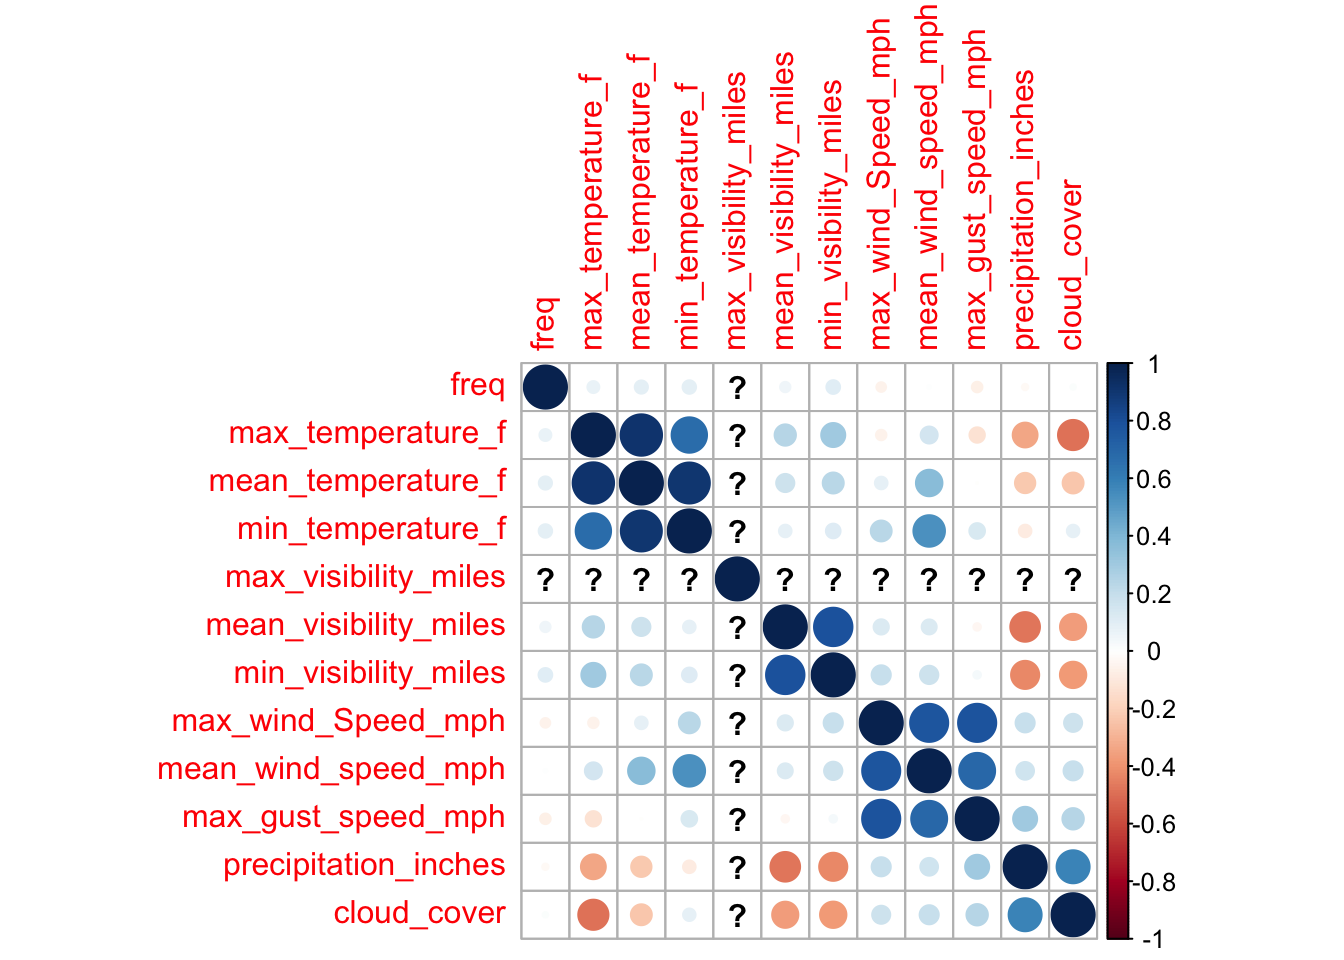 freq
max_temperature_f
mean_temperature_f
min_temperature_f
max_visibility_miles
mean_visibility_miles
min_visibility_miles
max_wind_Speed_mph
mean_wind_speed_mph
max_gust_speed_mph
precipitation_inches
cloud_cover
freq ?
max_temperature_f ?
mean_temperature_f ?
min_temperature_f ?
max_visibility_miles ? ? ? ? ? ? ? ? ? ? ?
mean_visibility_miles ?
min_visibility_miles ?
max_wind_Speed_mph ?
mean_wind_speed_mph ?
max_gust_speed_mph ?
precipitation_inches ?
cloud_cover ?
1
0.8
0.6
0.4
0.2
0
-0.2
-0.4
-0.6
-0.8
-1